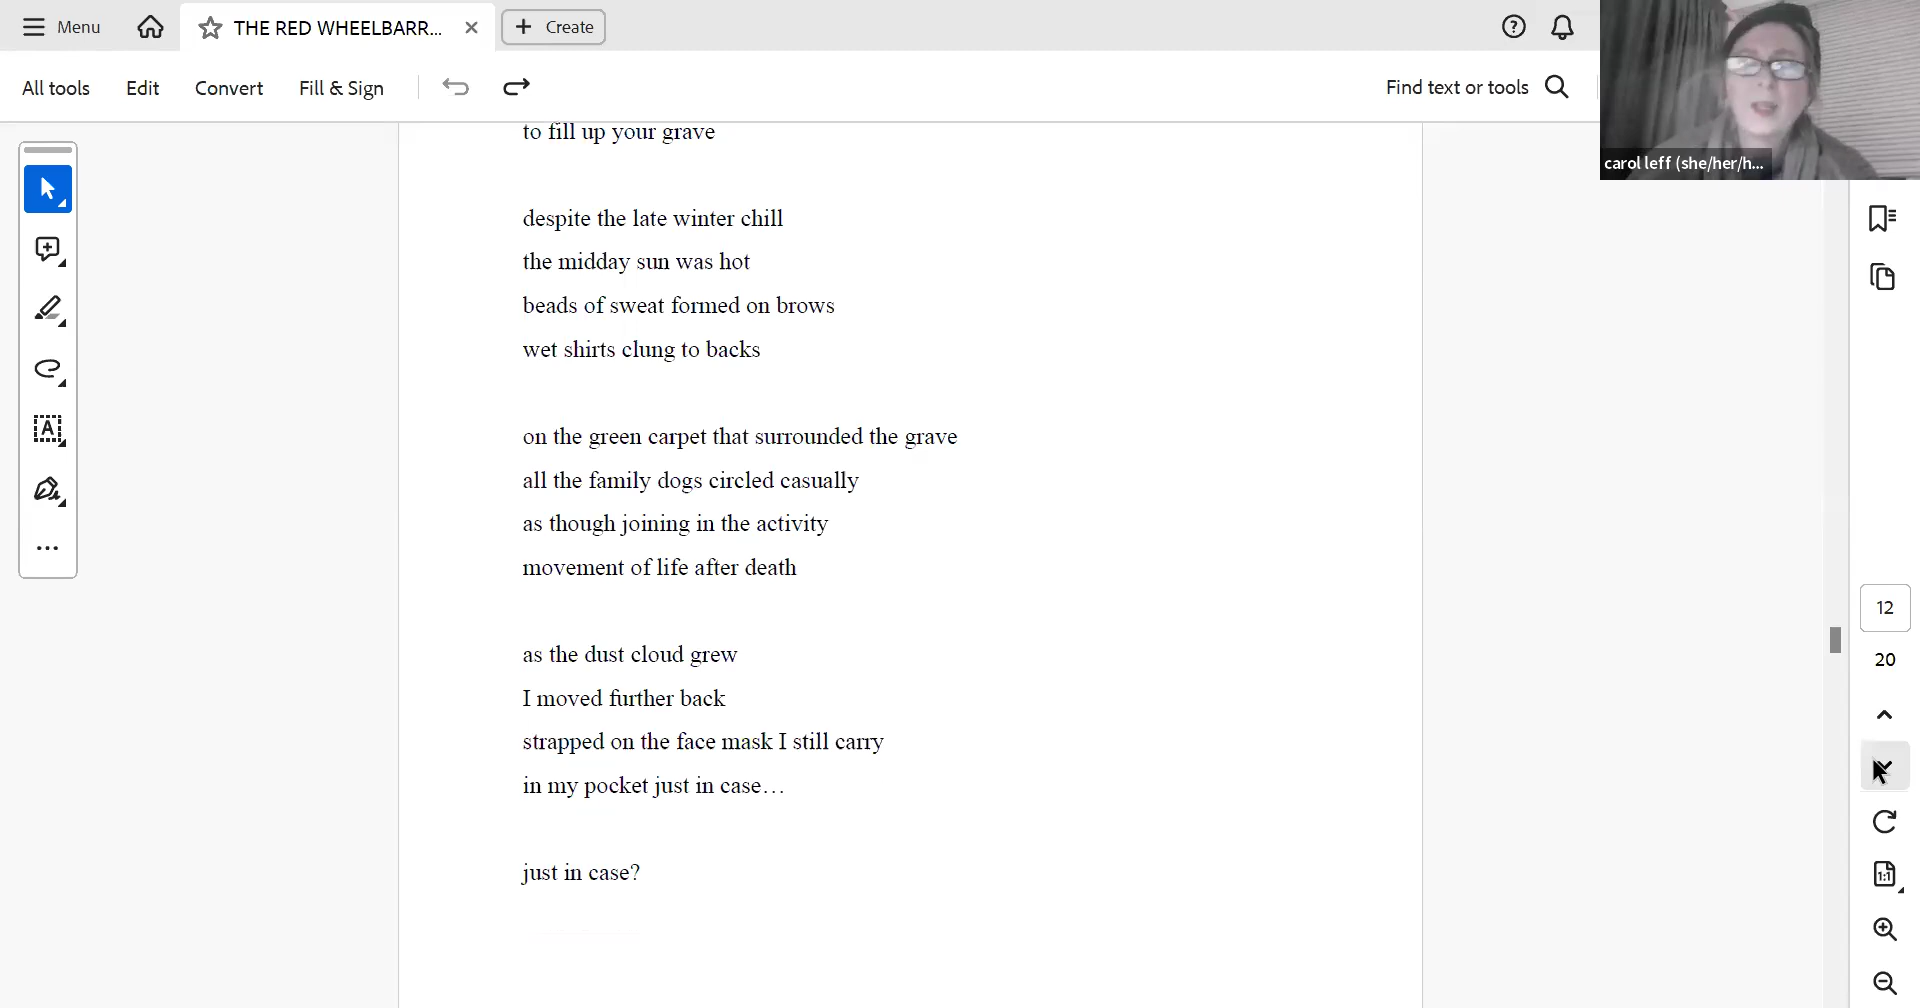 Menu
THE RED WHEELBARR...
Create
All tools
Edit
Convert
Fill & Sign
Find text or tools
carol leff (she/her/h...
to fill up your grave
despite the late winter chill
the midday sun was hot
beads of sweat formed on brows
wet shirts clung to backs
on the green carpet that surrounded the grave
all the family dogs circled casually
as though joining in the activity
movement of life after death
as the dust cloud grew
I moved further back
strapped on the face mask I still carry
in my pocket just in case…
just in case?
12
20
1:1